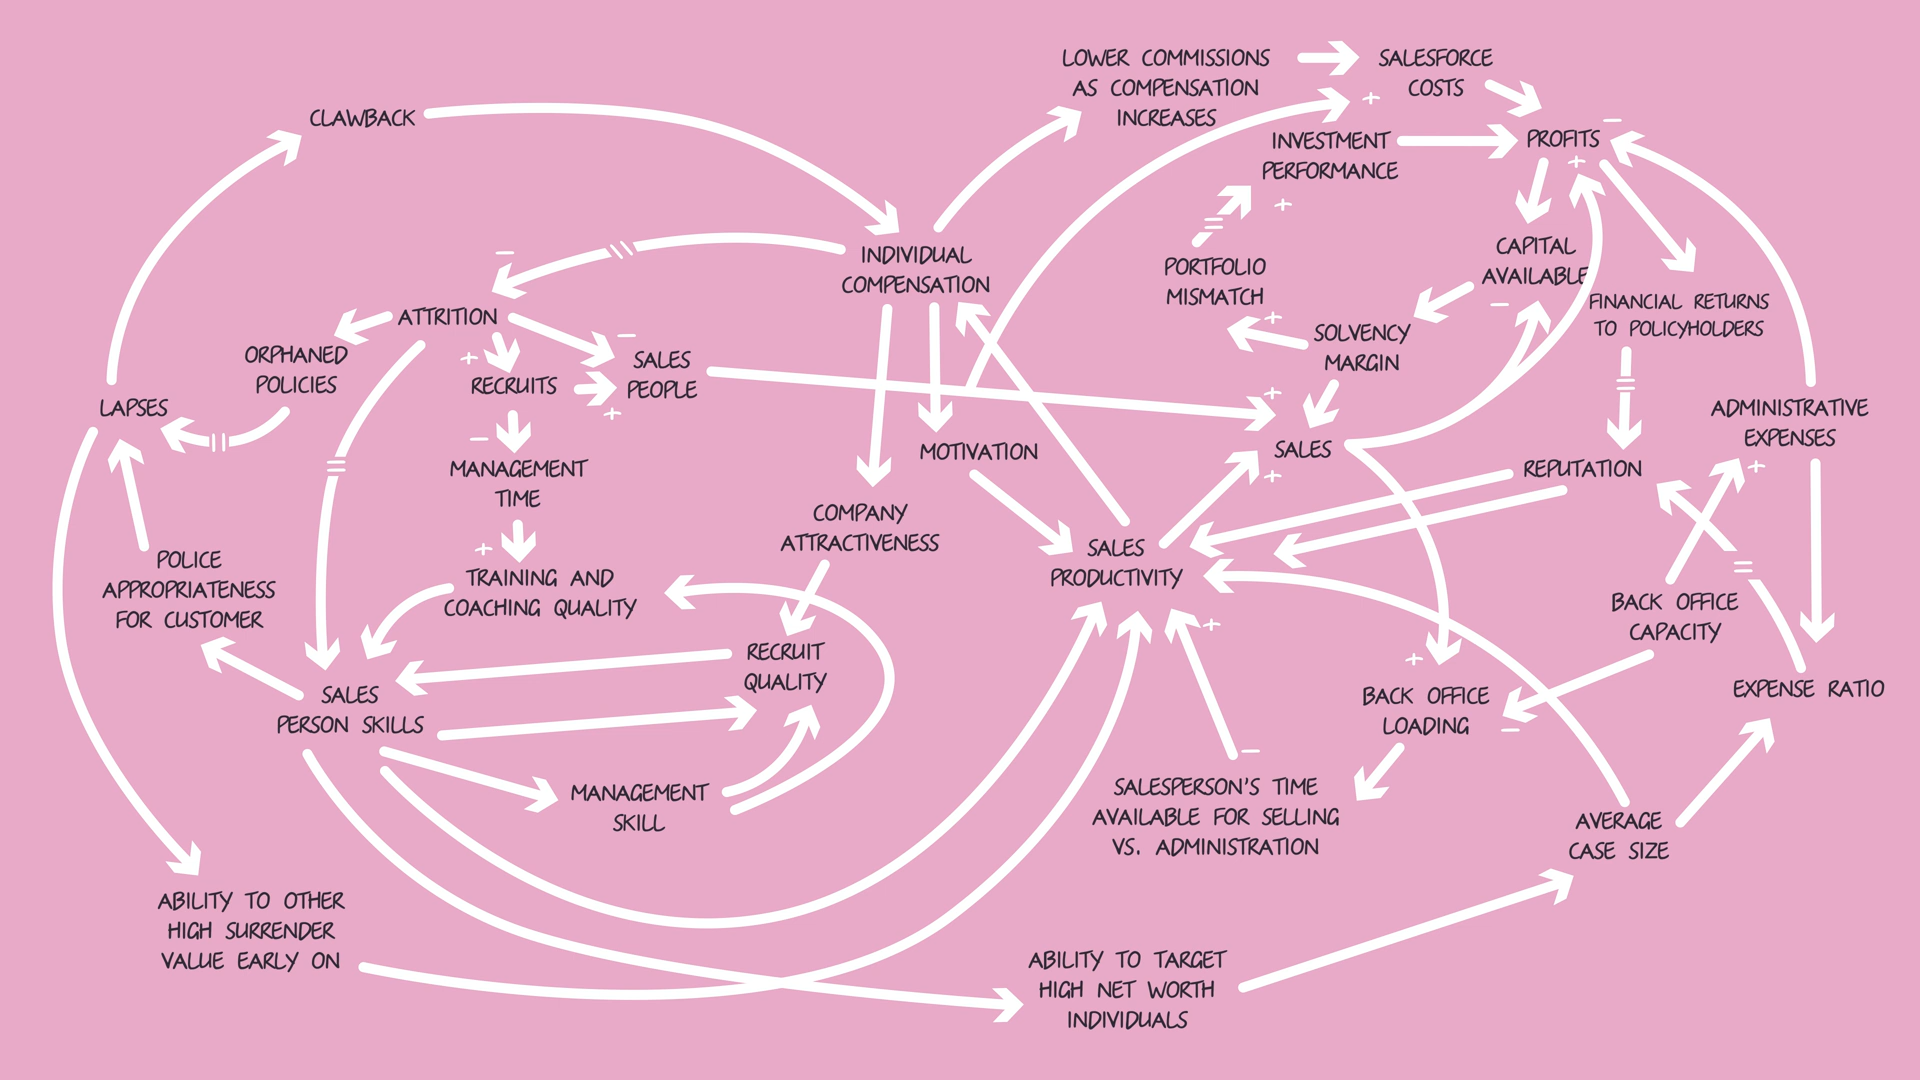 LOWER COMMISSIONS
AS COMPENSATION
INCREASES
SALESFORCE
COSTS
CLAWBACK
INVESTMENT
PERFORMANCE
PROFITS
INDIVIDUAL
COMPENSATION
PORTFOLIO
MISMATCH
CAPITAL
AVAILABLE
FINANCIAL RETURNS
TO POLICYHOLDERS
ATTRITION
SOLVENCY
MARGIN
ORPHANED
POLICIES
RECRUITS
SALES
PEOPLE
LAPSES
ADMINISTRATIVE
EXPENSES
MOTIVATION
SALES
REPUTATION
MANAGEMENT
TIME
COMPANY
ATTRACTIVENESS
SALES
PRODUCTIVITY
POLICE
APPROPRIATENESS
FOR CUSTOMER
TRAINING AND
COACHING QUALITY
BACK OFFICE
CAPACITY
RECRUIT
QUALITY
SALES
PERSON SKILLS
BACK OFFICE
LOADING
EXPENSE RATIO
MANAGEMENT
SKILL
SALESPERSON'S TIME
AVAILABLE FOR SELLING
VS. ADMINISTRATION
AVERAGE
CASE SIZE
ABILITY TO OTHER
HIGH SURRENDER
VALUE EARLY ON
ABILITY TO TARGET
HIGH NET WORTH
INDIVIDUALS